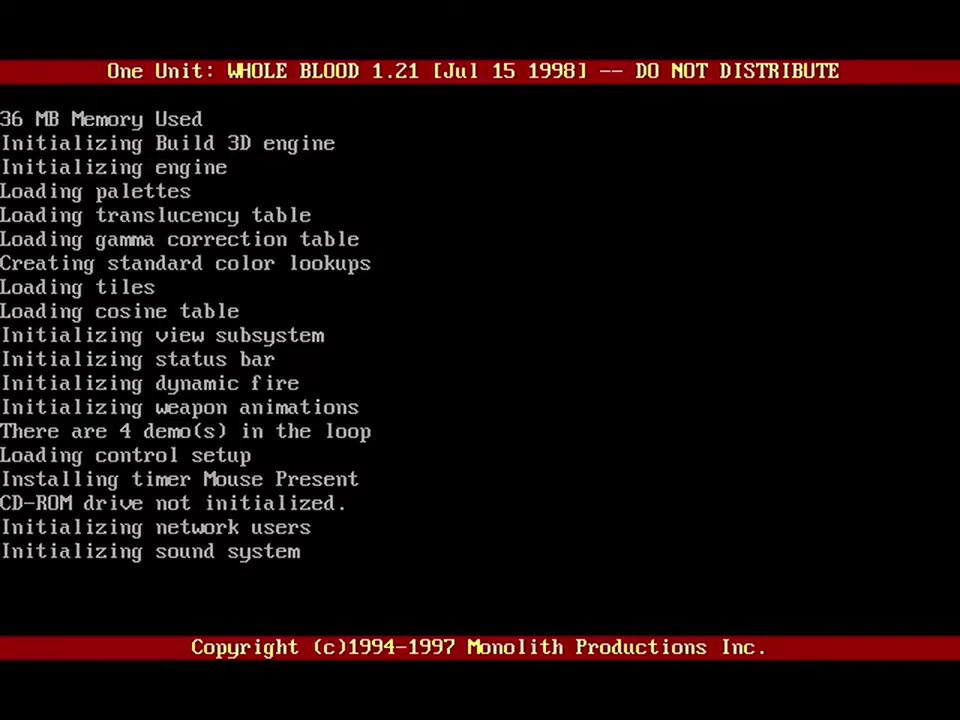 One Unit: WHOLE BLOOD 1.21 [Jul 15 1998] -- DO NOT DISTRIBUTE
36 MB Memory Used
Initializing Build 3D engine
Initializing engine
Loading palettes
Loading translucency table
Loading gamma correction table
Creating standard color lookups
Loading tiles
Loading cosine table
Initializing view subsystem
Initializing status bar
Initializing dynamic fire
Initializing weapon animations
There are 4 demo(s) in the loop
Loading control setup
Installing timer Mouse Present
CD-ROM drive not initialized.
Initializing network users
Initializing sound system
Copyright (c)1994-1997 Monolith Productions Inc.